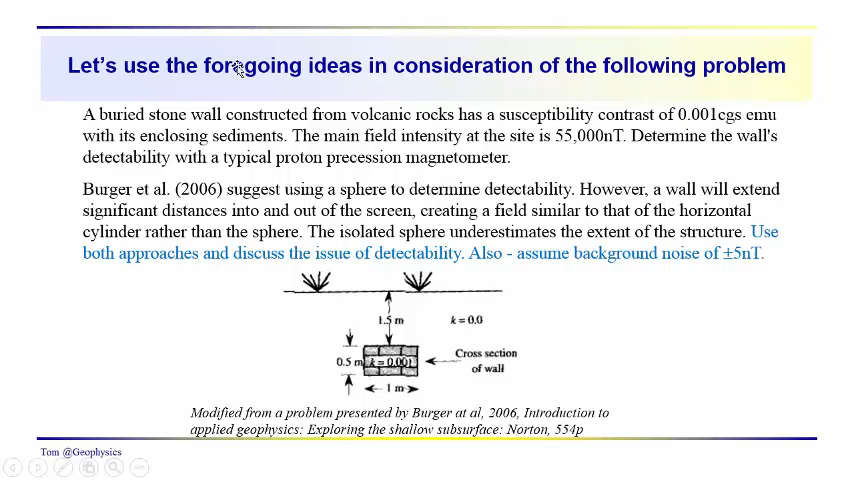 Let's use the foregoing ideas in consideration of the following problem
A buried stone wall constructed from volcanic rocks has a susceptibility contrast of 0.001cgs emu
with its enclosing sediments. The main field intensity at the site is 55,000nT. Determine the wall's
detectability with a typical proton precession magnetometer.
Burger et al. (2006) suggest using a sphere to determine detectability. However, a wall will extend
significant distances into and out of the screen, creating a field similar to that of the horizontal
cylinder rather than the sphere. The isolated sphere underestimates the extent of the structure. Use
both approaches and discuss the issue of detectability. Also - assume background noise of ±5nT.
1.5 m
k = 0.0
0.5 m
k = 0.001
Cross section
of wall
1 m
Modified from a problem presented by Burger at al, 2006, Introduction to
applied geophysics: Exploring the shallow subsurface: Norton, 554p
Tom @Geophysics